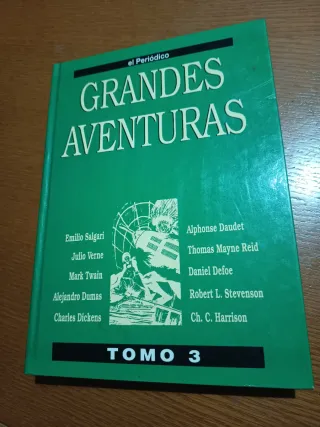 el Periódico
GRANDES
AVENTURAS
Emilio Salgari
Julio Verne
Mark Twain
Alejandro Dumas
Charles Dickens
Alphonse Daudet
Thomas Mayne Reid
Daniel Defoe
Robert L. Stevenson
Ch. C. Harrison
TOMO 3